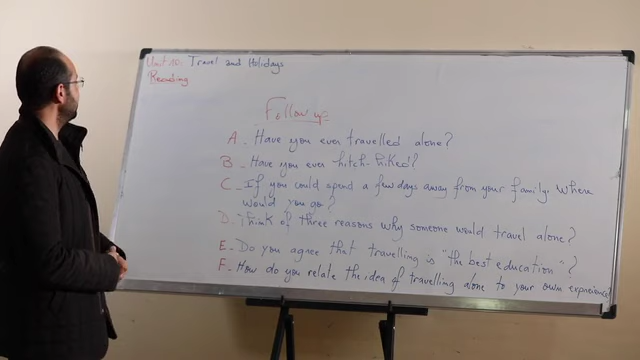 Unit 10: Travel and Holidays
Reading
Follow up
A. Have you ever travelled alone?
B. Have you ever hitch-hiked?
C. If you could spend a few days away from your family, where
would you go?
D. Think of three reasons why someone would travel alone?
E. Do you agree that travelling is "the best education"?
F. How do you relate the idea of travelling alone to your own expreience?